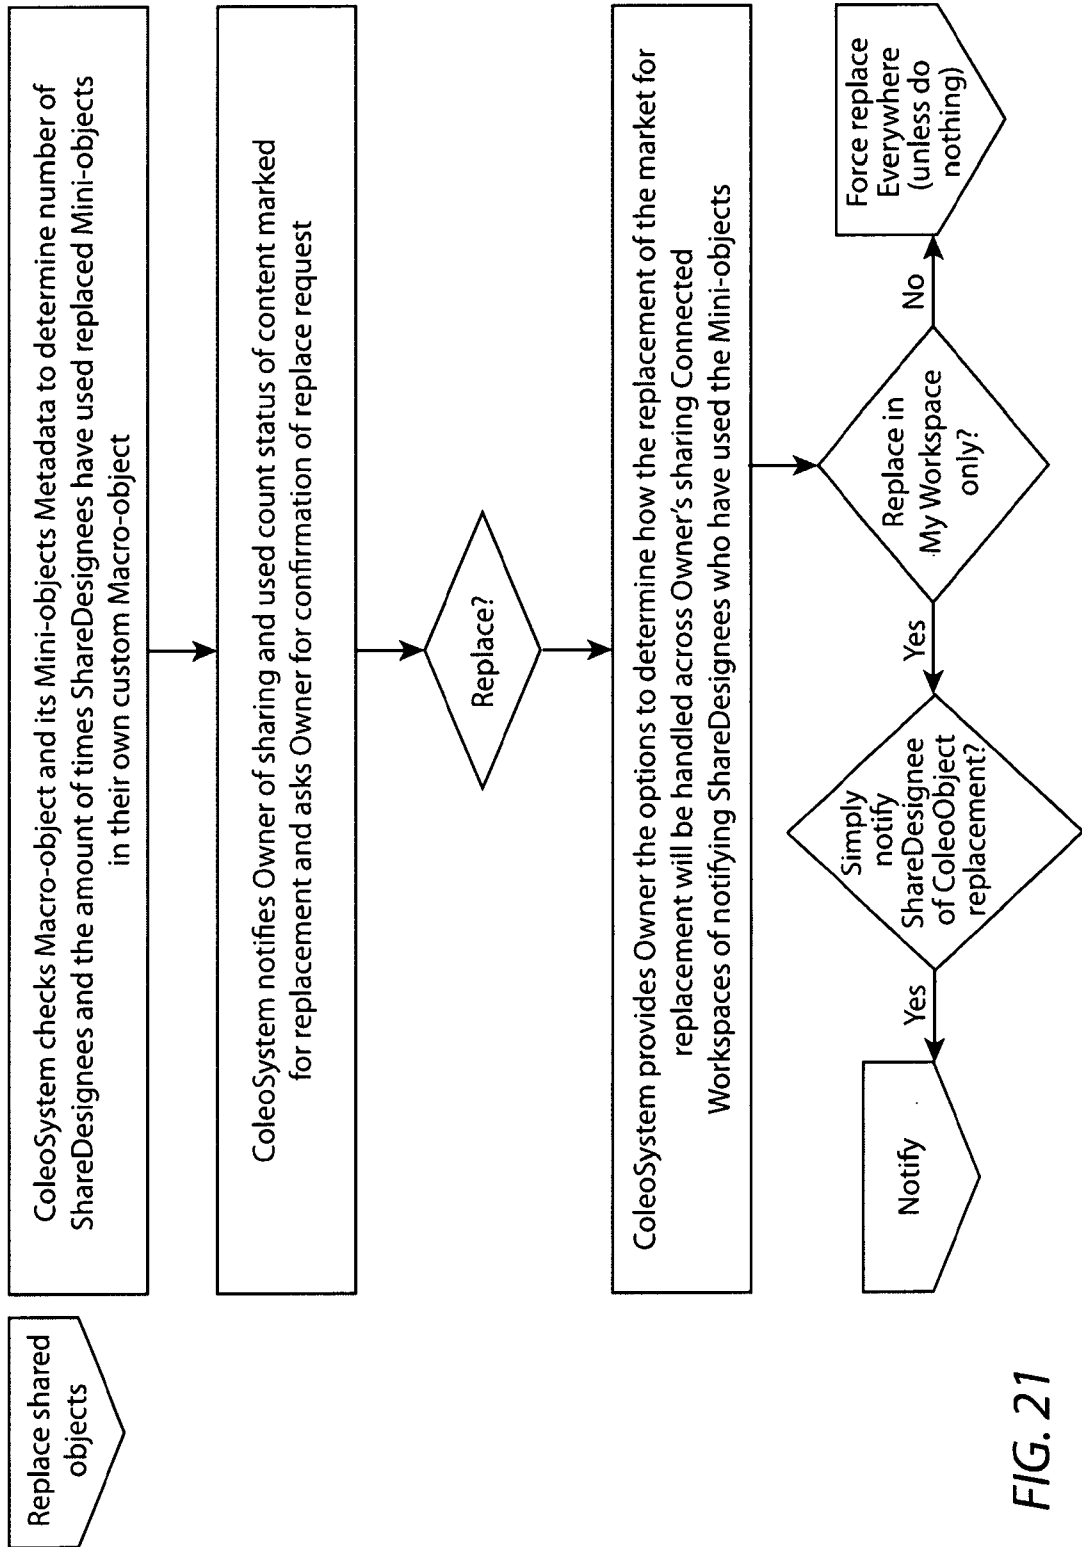 Replace shared
objects
ColeoSystem checks Macro-object and its Mini-objects Metadata to determine number of
ShareDesignees and the amount of times ShareDesignees have used replaced Mini-objects
in their own custom Macro-object
ColeoSystem notifies Owner of sharing and used count status of content marked
for replacement and asks Owner for confirmation of replace request
Replace?
ColeoSystem provides Owner the options to determine how the replacement of the market for
replacement will be handled across Owner's sharing Connected
Workspaces of notifying ShareDesignees who have used the Mini-objects
Replace in
My Workspace
only?
No
Force replace
Everywhere
(unless do
nothing)
Yes
Simply
notify
ShareDesignee
of ColeoObject
replacement?
Yes
Notify
FIG. 21